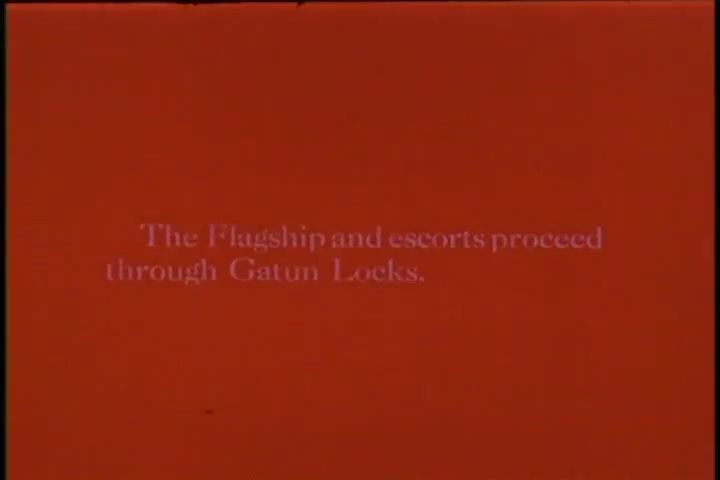 The Flagship and escorts proceed
through Gatun Locks.